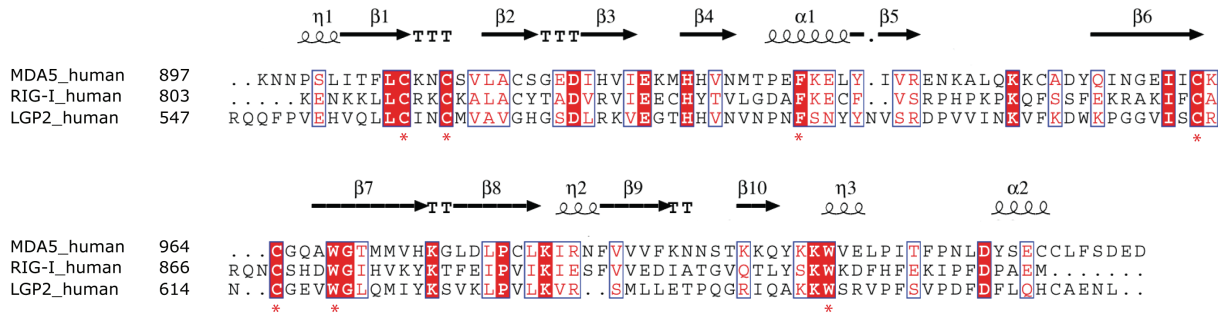 η1 β1 β2 β3 β4 α1 β5 β6
TTT TTT .
MDA5_human 897 ..KNNPSLITFLCKNCSVLACSGEDIHVIEKMHHVNMTPEFKELY.IVRENKALQKKCADYQINGEIICK
RIG-I_human 803 .....KENKKLLCRKCKALACYTADVRVIEECHYTVLGDAFKECF..VSRPHPKPKQFSSFEKRAKIFCA
LGP2_human 547 RQQFPVEHVQLLCINCMVAVGHGSDLRKVEGTHHVNVNPNFSNYYNVSRDPVVINKVFKDWKPGGVISCR
* * * *
β7 β8 η2 β9 β10 η3 α2
TT TT
MDA5_human 964 ...CGQAWGTMMVHKGLDLPCLKIRNFVVVFKNNSTKKQYKKWVELPITFPNLDYSECCLFSDED
RIG-I_human 866 RQNCSHDWGIHVKYKTFEIPVIKIESFVVEDIATGVQTLYSKWKDFHFEKIPFDPAEM.......
LGP2_human 614 N..CGEVWGLQMIYKSVKLPVLKVR..SMLLETPQGRIQAKKWSRVPFSVPDFDFLQHCAENL..
* * *